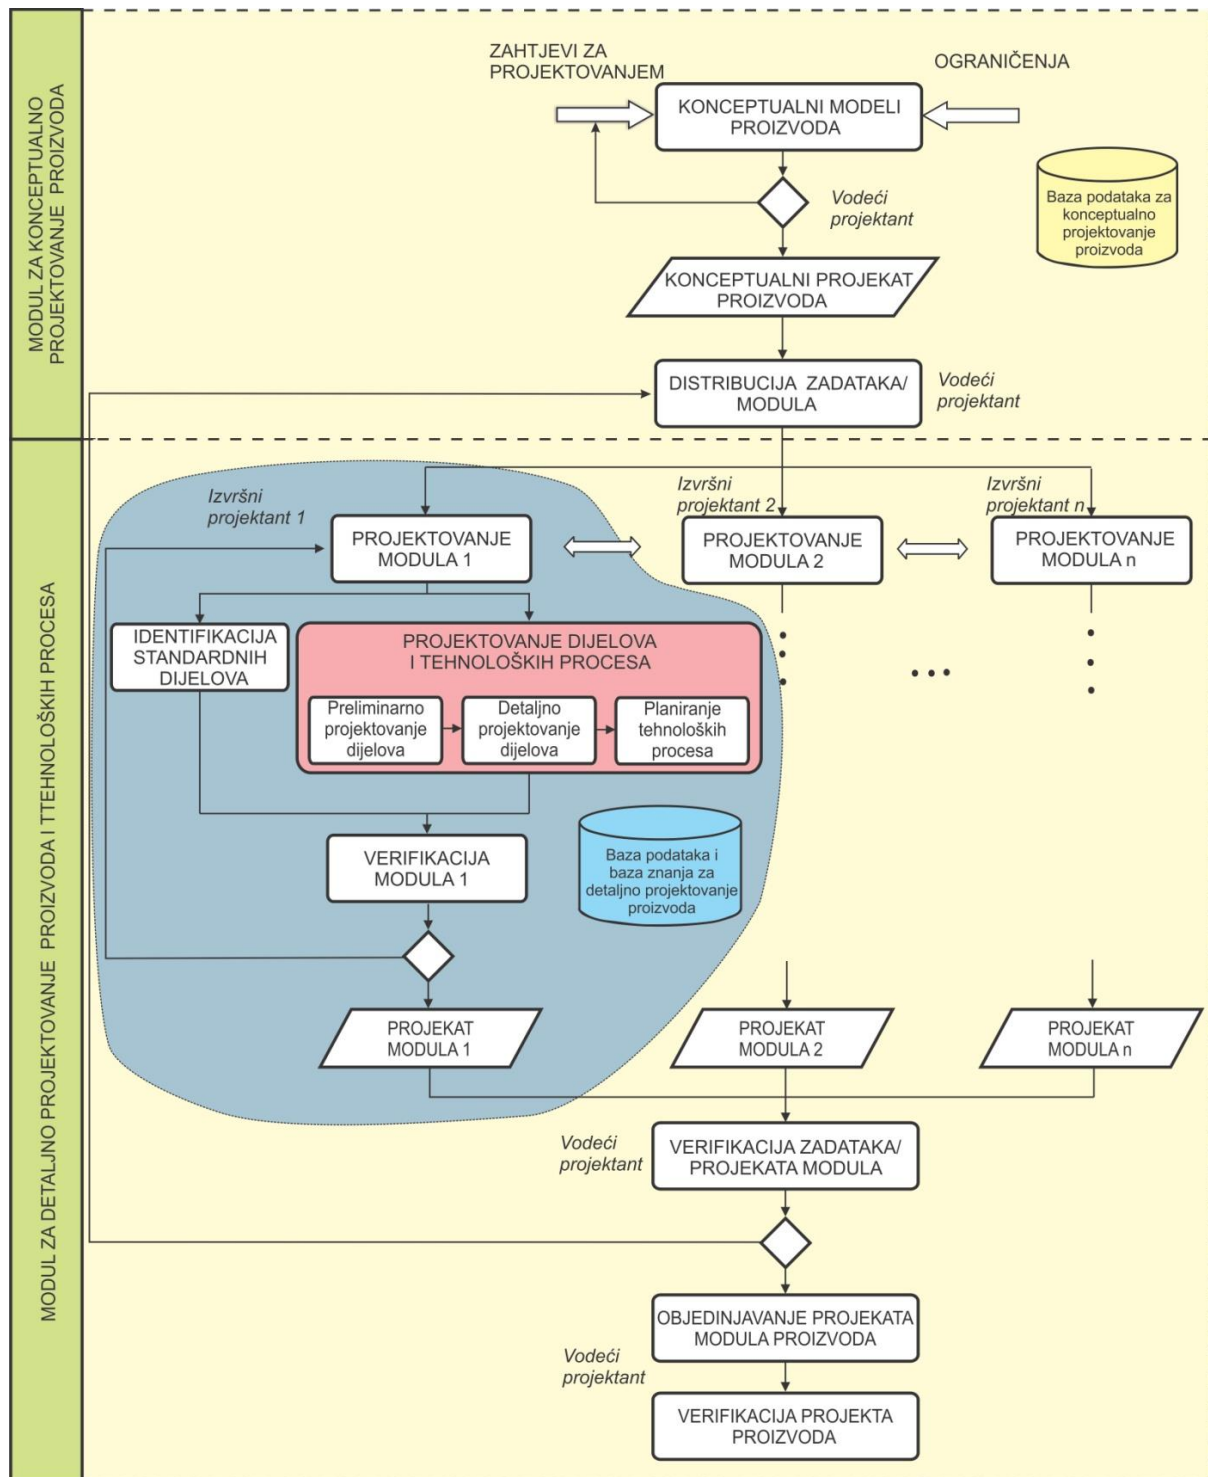 MODUL ZA KONCEPTUALNO
PROJEKTOVANJE PROIZVODA
ZAHTJEVI ZA
PROJEKTOVANJEM
OGRANIČENJA
KONCEPTUALNI MODELI
PROIZVODA
Vodeći
projektant
Baza podataka za
konceptualno
projektovanje
proizvoda
KONCEPTUALNI PROJEKAT
PROIZVODA
DISTRIBUCIJA ZADATAKA/
MODULA
Vodeći
projektant
MODUL ZA DETALJNO PROJEKTOVANJE PROIZVODA I TTEHNOLOŠKIH PROCESA
Izvršni
projektant 1
Izvršni
projektant 2
Izvršni
projektant n
PROJEKTOVANJE
MODULA 1
PROJEKTOVANJE
MODULA 2
PROJEKTOVANJE
MODULA n
IDENTIFIKACIJA
STANDARDNIH
DIJELOVA
PROJEKTOVANJE DIJELOVA
I TEHNOLOŠKIH PROCESA
Preliminarno
projektovanje
dijelova
Detaljno
projektovanje
dijelova
Planiranje
tehnoloških
procesa
VERIFIKACIJA
MODULA 1
Baza podataka i
baza znanja za
detaljno projektovanje
proizvoda
PROJEKAT
MODULA 1
PROJEKAT
MODULA 2
PROJEKAT
MODULA n
Vodeći
projektant
VERIFIKACIJA ZADATAKA/
PROJEKATA MODULA
OBJEDINJAVANJE PROJEKATA
MODULA PROIZVODA
Vodeći
projektant
VERIFIKACIJA PROJEKTA
PROIZVODA